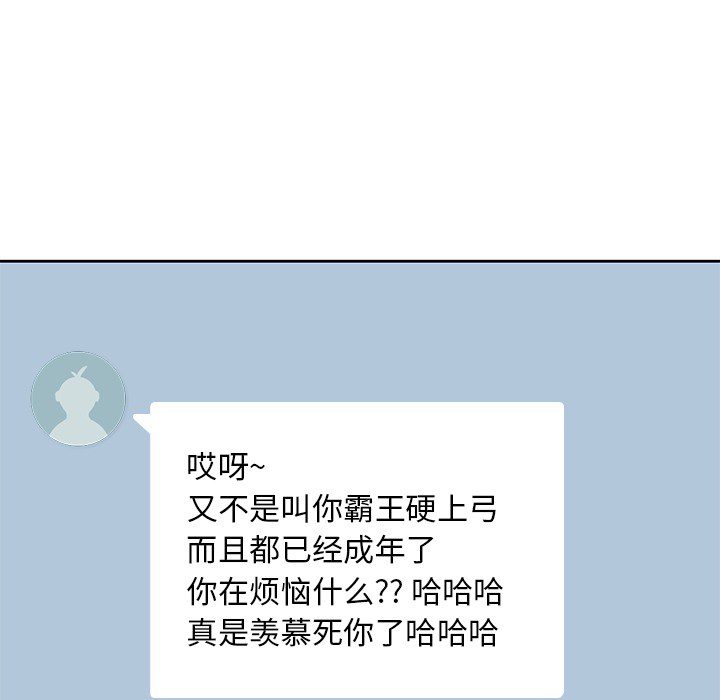 哎呀~
又不是叫你霸王硬上弓
而且都已经成年了
你在烦恼什么?? 哈哈哈
真是羡慕死你了哈哈哈